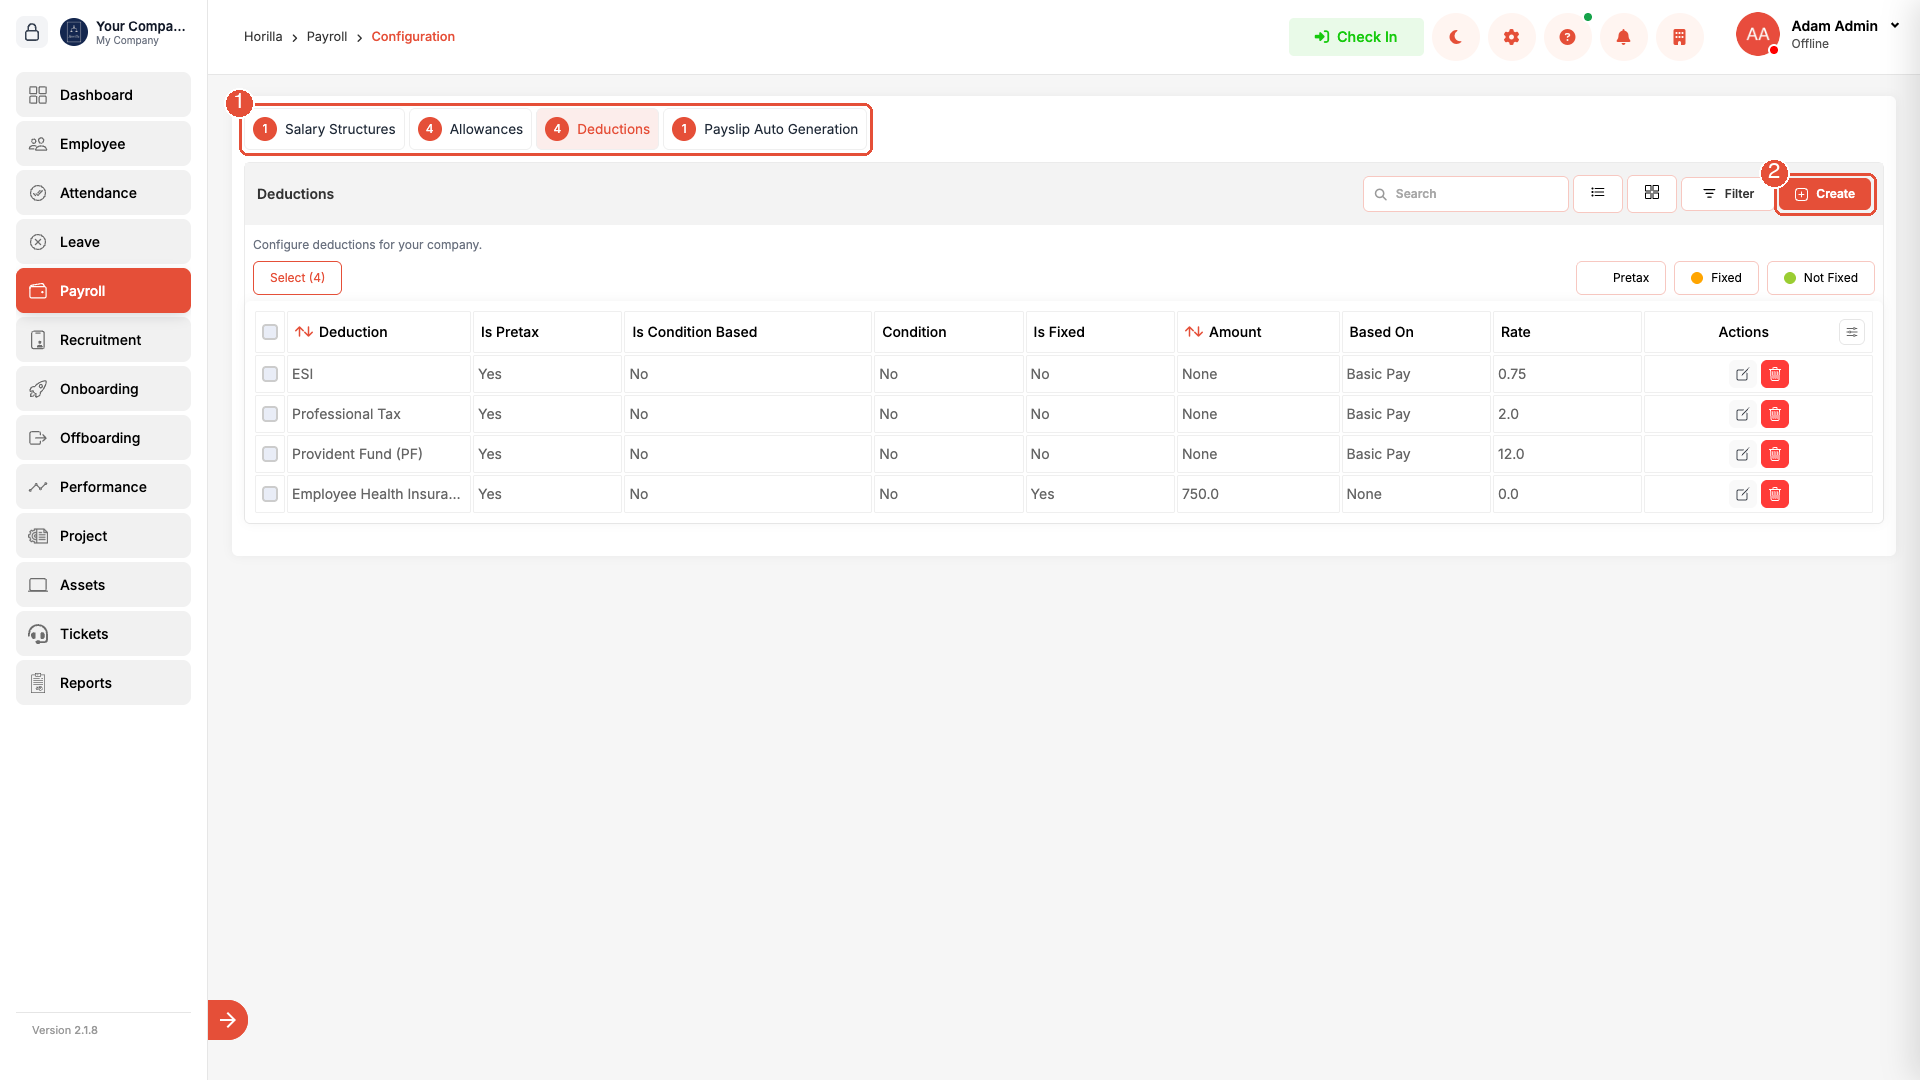 Your Compa...
My Company
Horilla > Payroll > Configuration
Check In
AA
Adam Admin
Offline
Dashboard
Employee
Attendance
Leave
Payroll
Recruitment
Onboarding
Offboarding
Performance
Project
Assets
Tickets
Reports
Version 2.1.8
1
1 Salary Structures 4 Allowances 4 Deductions 1 Payslip Auto Generation
2
Deductions Search Filter Create
Configure deductions for your company.
Select (4) Pretax Fixed Not Fixed
Deduction Is Pretax Is Condition Based Condition Is Fixed Amount Based On Rate Actions
ESI Yes No No No None Basic Pay 0.75
Professional Tax Yes No No No None Basic Pay 2.0
Provident Fund (PF) Yes No No No None Basic Pay 12.0
Employee Health Insura... Yes No No Yes 750.0 None 0.0